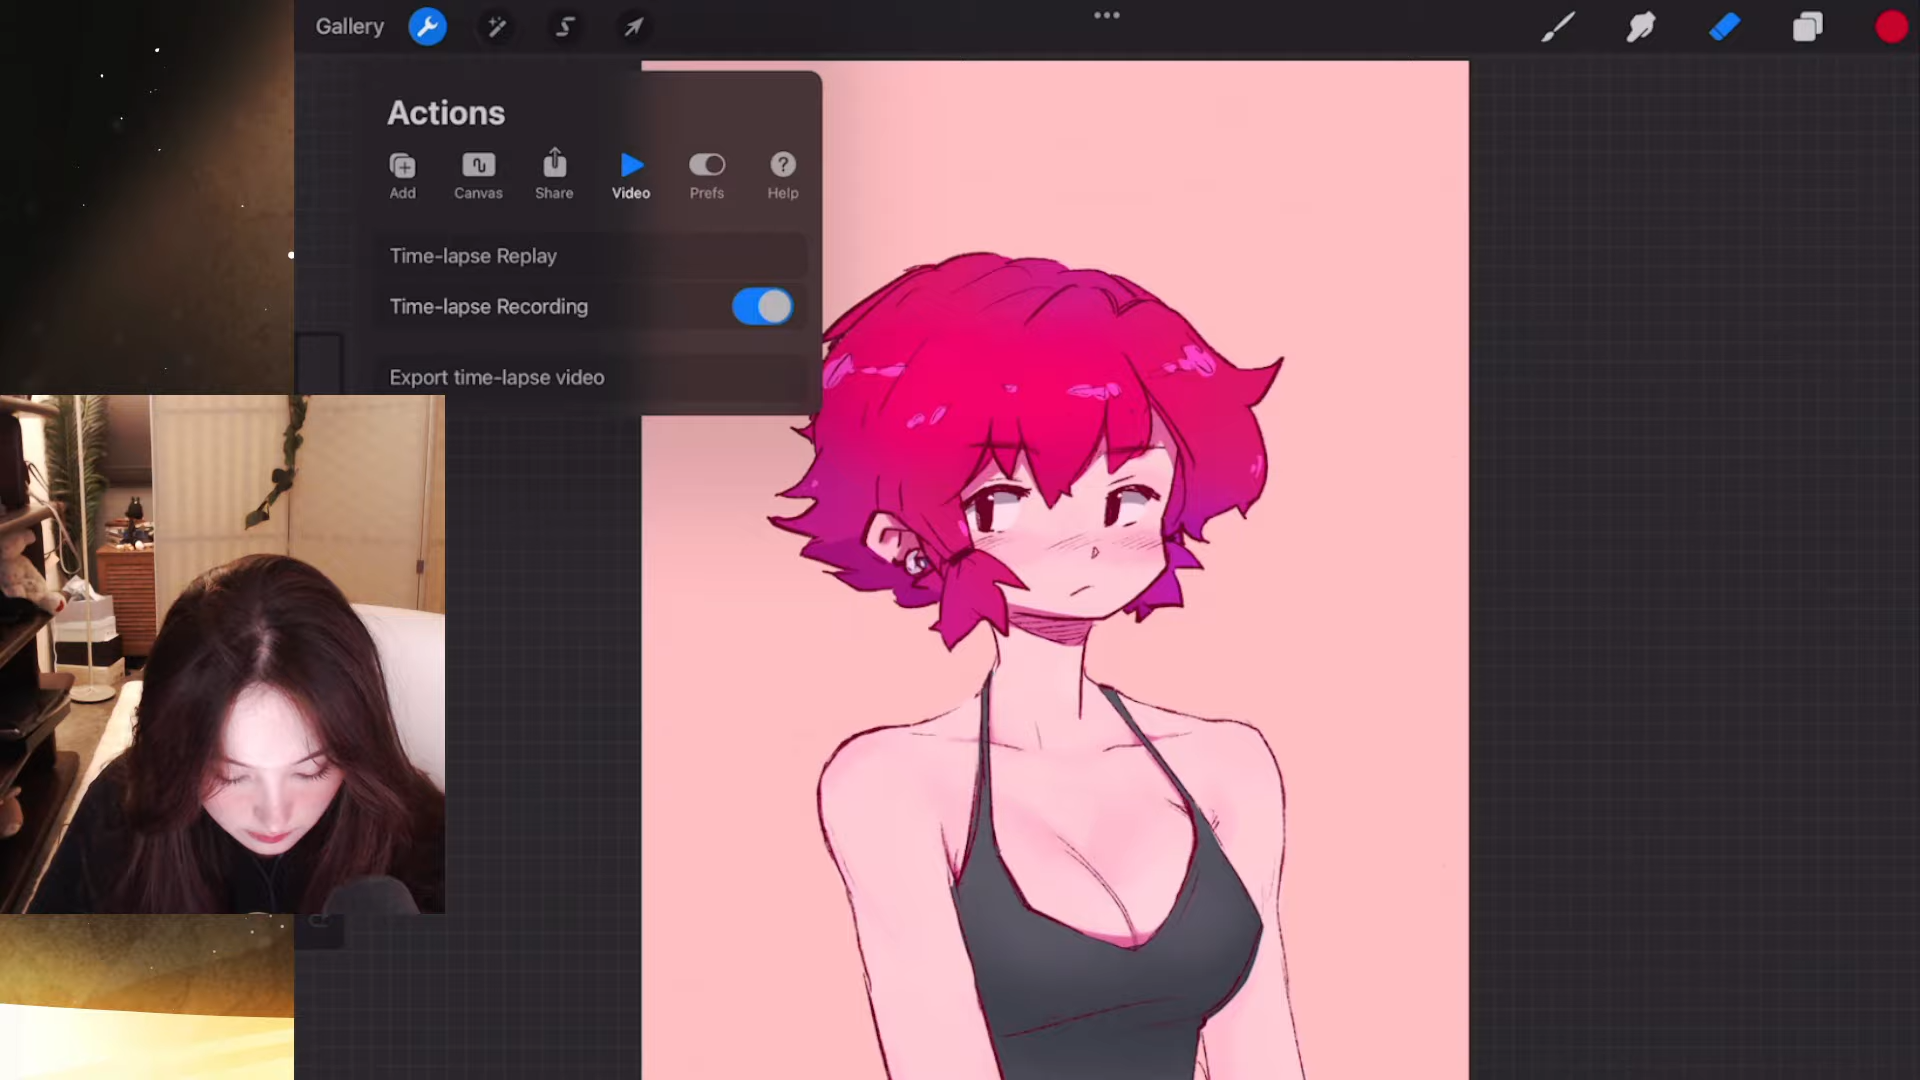 Gallery
Actions
Add Canvas Share Video Prefs Help
Time-lapse Replay
Time-lapse Recording
Export time-lapse video